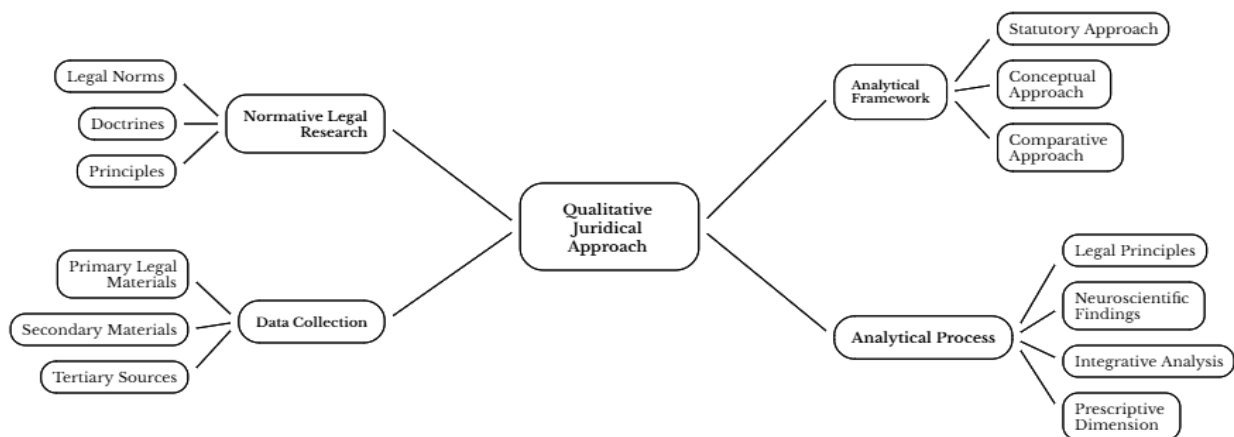 Legal Norms
Doctrines
Principles
Normative Legal
Research
Primary Legal
Materials
Secondary Materials
Tertiary Sources
Data Collection
Qualitative
Juridical
Approach
Analytical
Framework
Statutory Approach
Conceptual
Approach
Comparative
Approach
Analytical Process
Legal Principles
Neuroscientific
Findings
Integrative Analysis
Prescriptive
Dimension